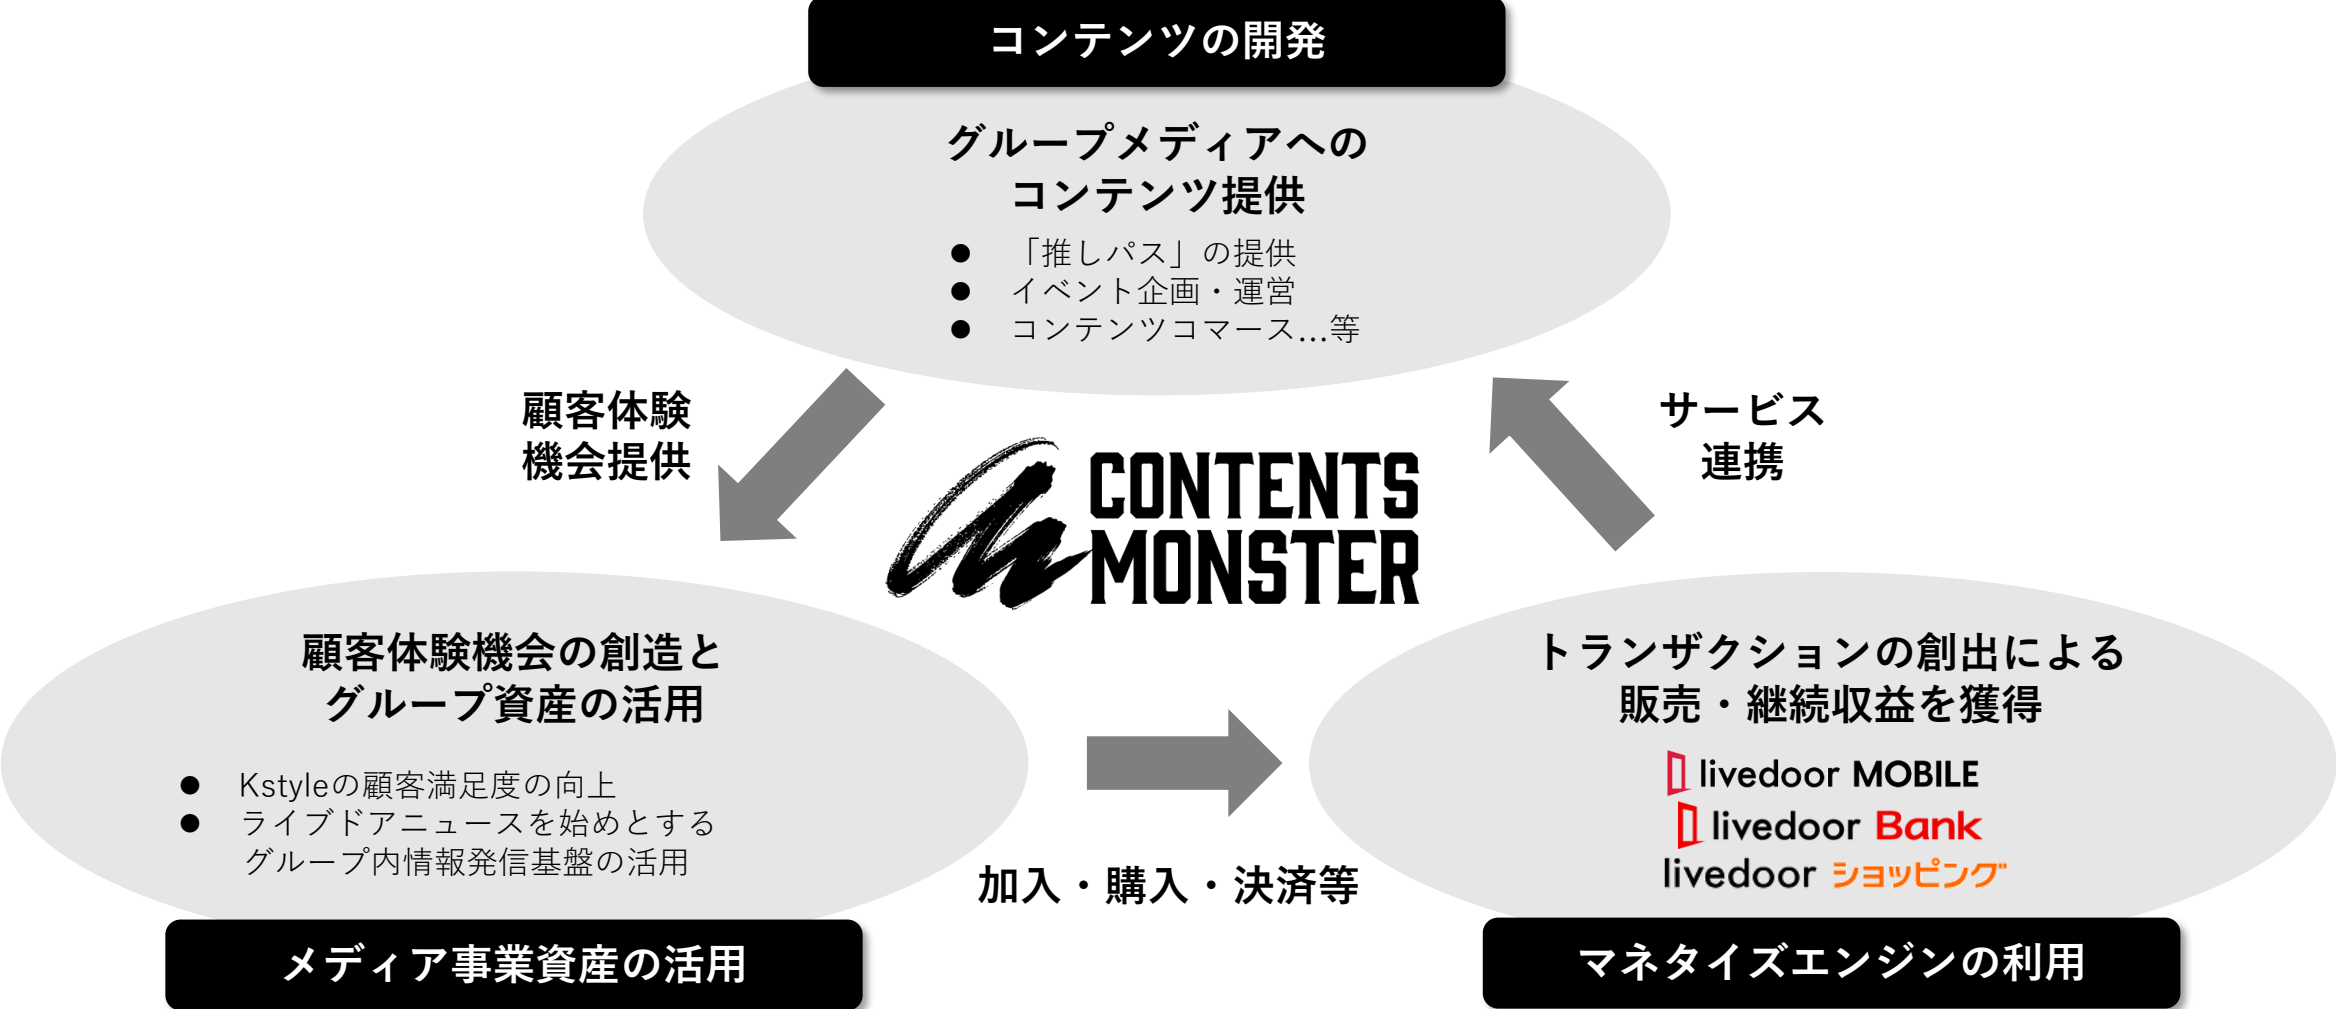 コンテンツの開発
グループメディアへの
コンテンツ提供
● 「推しパス」の提供
● イベント企画・運営
● コンテンツコマース…等
顧客体験
機会提供
サービス
連携
CONTENTS
MONSTER
顧客体験機会の創造と
グループ資産の活用
● Kstyleの顧客満足度の向上
● ライブドアニュースを始めとする
グループ内情報発信基盤の活用
メディア事業資産の活用
加入・購入・決済等
トランザクションの創出による
販売・継続収益を獲得
livedoor MOBILE
livedoor Bank
livedoor ショッピング
マネタイズエンジンの利用